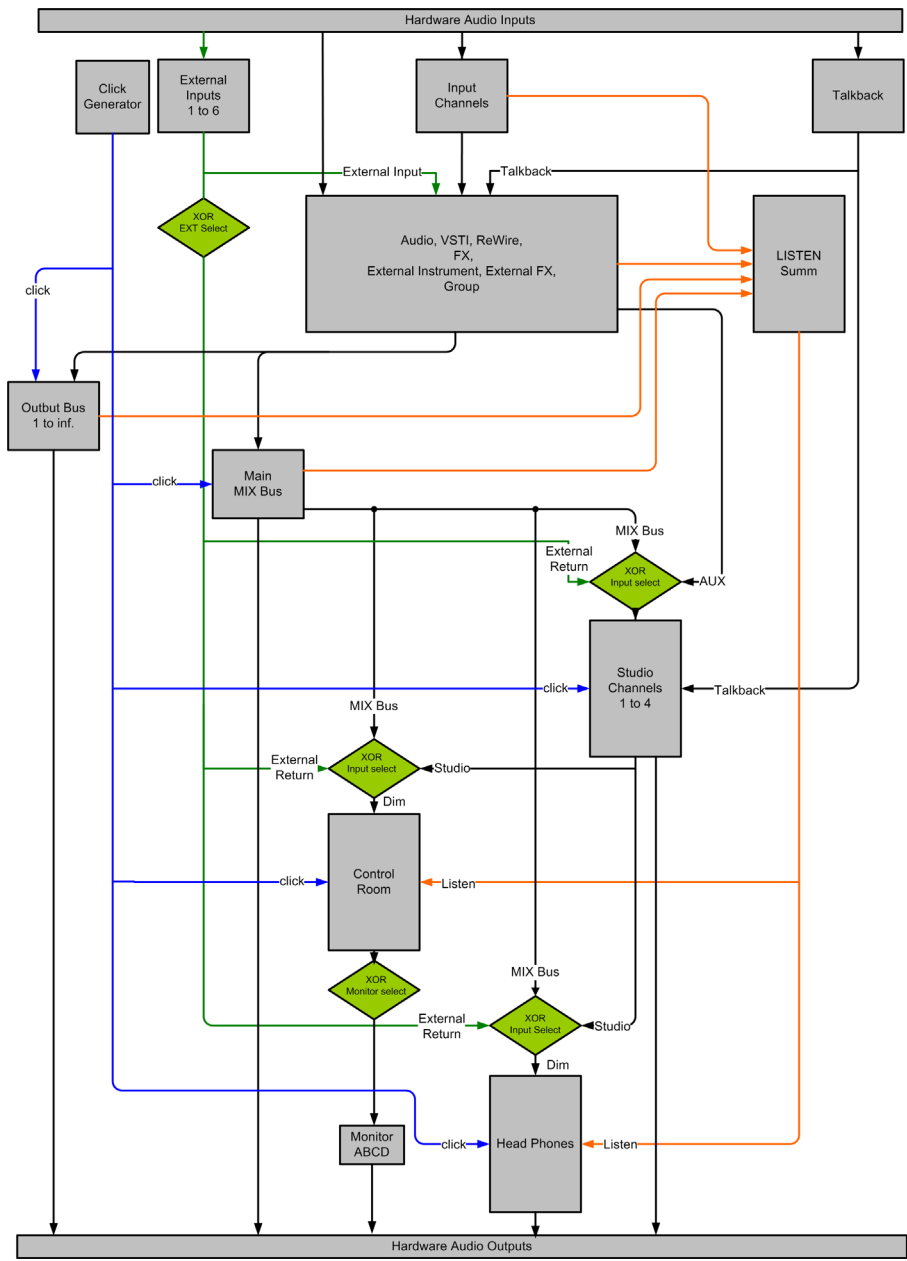 Hardware Audio Inputs
Click
Generator
External
Inputs
1 to 6
Input
Channels
Talkback
External Input
Talkback
XOR
EXT Select
Audio, VSTI, ReWire,
FX,
External Instrument, External FX,
Group
LISTEN
Summ
click
Outbut Bus
1 to inf.
Main
MIX Bus
click
MIX Bus
External
Return
XOR
Input select
AUX
Studio
Channels
1 to 4
click
Talkback
MIX Bus
External
Return
XOR
Input select
Studio
Dim
Control
Room
click
Listen
XOR
Monitor select
MIX Bus
External
Return
XOR
Input Select
Studio
Dim
Monitor
ABCD
click
Head Phones
Listen
Hardware Audio Outputs